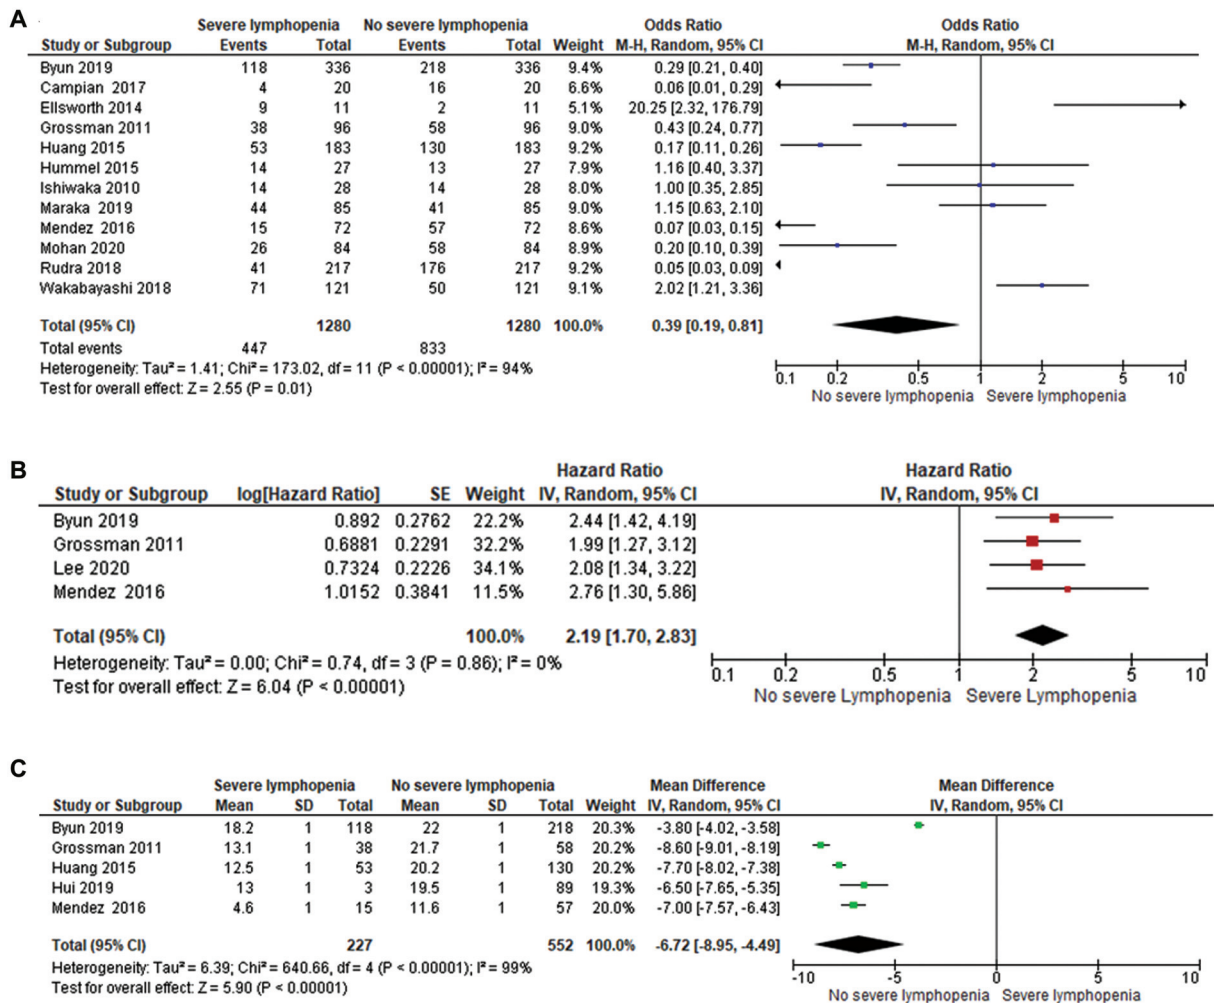 A
Severe lymphopenia No severe lymphopenia Odds Ratio Odds Ratio
Study or Subgroup Events Total Events Total Weight M-H, Random, 95% CI M-H, Random, 95% CI
Byun 2019 118 336 218 336 9.4% 0.29 [0.21, 0.40]
Campian 2017 4 20 16 20 6.6% 0.06 [0.01, 0.29]
Ellsworth 2014 9 11 2 11 5.1% 20.25 [2.32, 176.79]
Grossman 2011 38 96 58 96 9.0% 0.43 [0.24, 0.77]
Huang 2015 53 183 130 183 9.2% 0.17 [0.11, 0.26]
Hummel 2015 14 27 13 27 7.9% 1.16 [0.40, 3.37]
Ishiwaka 2010 14 28 14 28 8.0% 1.00 [0.35, 2.85]
Maraka 2019 44 85 41 85 9.0% 1.15 [0.63, 2.10]
Mendez 2016 15 72 57 72 8.6% 0.07 [0.03, 0.15]
Mohan 2020 26 84 58 84 8.9% 0.20 [0.10, 0.39]
Rudra 2018 41 217 176 217 9.2% 0.05 [0.03, 0.09]
Wakabayashi 2018 71 121 50 121 9.1% 2.02 [1.21, 3.36]
Total (95% CI) 1280 1280 100.0% 0.39 [0.19, 0.81]
Total events 447 833
Heterogeneity: Tau² = 1.41; Chi² = 173.02, df = 11 (P < 0.00001); I² = 94%
Test for overall effect: Z = 2.55 (P = 0.01)
0.1 0.2 0.5 1 2 5 10
No severe lymphopenia Severe lymphopenia
B
Hazard Ratio Hazard Ratio
Study or Subgroup log[Hazard Ratio] SE Weight IV, Random, 95% CI IV, Random, 95% CI
Byun 2019 0.892 0.2762 22.2% 2.44 [1.42, 4.19]
Grossman 2011 0.6881 0.2291 32.2% 1.99 [1.27, 3.12]
Lee 2020 0.7324 0.2226 34.1% 2.08 [1.34, 3.22]
Mendez 2016 1.0152 0.3841 11.5% 2.76 [1.30, 5.86]
Total (95% CI) 100.0% 2.19 [1.70, 2.83]
Heterogeneity: Tau² = 0.00; Chi² = 0.74, df = 3 (P = 0.86); I² = 0%
Test for overall effect: Z = 6.04 (P < 0.00001)
0.1 0.2 0.5 1 2 5 10
No severe Lymphopenia Severe Lymphopenia
C
Severe lymphopenia No severe lymphopenia Mean Difference Mean Difference
Study or Subgroup Mean SD Total Mean SD Total Weight IV, Random, 95% CI IV, Random, 95% CI
Byun 2019 18.2 1 118 22 1 218 20.3% -3.80 [-4.02, -3.58]
Grossman 2011 13.1 1 38 21.7 1 58 20.2% -8.60 [-9.01, -8.19]
Huang 2015 12.5 1 53 20.2 1 130 20.2% -7.70 [-8.02, -7.38]
Hui 2019 13 1 3 19.5 1 89 19.3% -6.50 [-7.65, -5.35]
Mendez 2016 4.6 1 15 11.6 1 57 20.0% -7.00 [-7.57, -6.43]
Total (95% CI) 227 552 100.0% -6.72 [-8.95, -4.49]
Heterogeneity: Tau² = 6.39; Chi² = 640.66, df = 4 (P < 0.00001); I² = 99%
Test for overall effect: Z = 5.90 (P < 0.00001)
-10 -5 0 5 10
No severe lymphopenia Severe lymphopenia